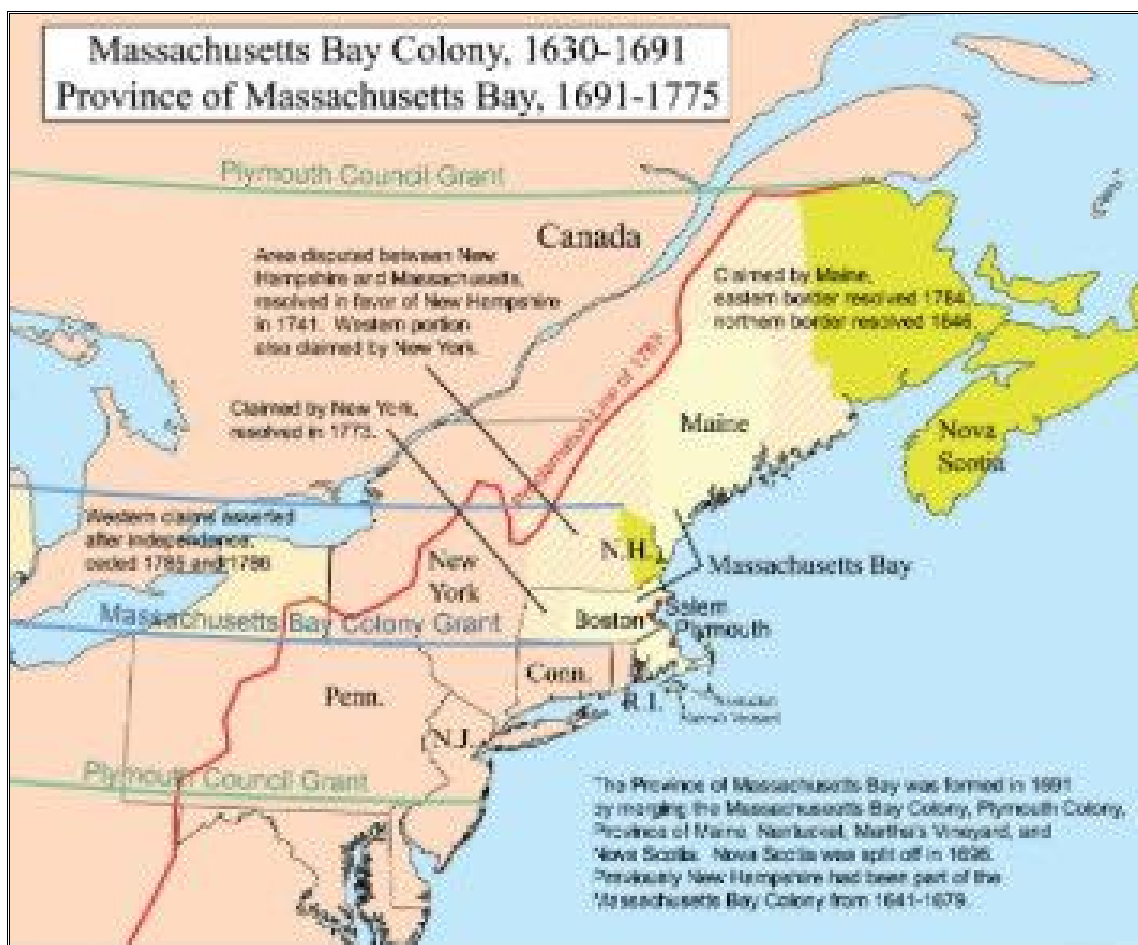 Massachusetts Bay Colony, 1630-1691
Province of Massachusetts Bay, 1691-1775
Plymouth Council Grant
Canada
Area disputed between New
Hampshire and Massachusetts,
resolved in favor of New Hampshire
in 1741. Western portion
also claimed by New York.
Claimed by Maine,
eastern border resolved 1784,
northern border resolved 1846.
Line of 1763
Claimed by New York,
resolved in 1773.
Maine
Nova
Scotia
Western claims asserted
after independence,
ceded 1785 and 1786
New
York
N.H.
Massachusetts Bay
Massachusetts Bay Colony Grant
Boston
Salem
Plymouth
Conn.
R.I.
Penn.
N.J.
Plymouth Council Grant
The Province of Massachusetts Bay was formed in 1691
by merging the Massachusetts Bay Colony, Plymouth Colony,
Province of Maine, Nantucket, Martha's Vineyard, and
Nova Scotia. Nova Scotia was split off in 1696.
Previously New Hampshire had been part of the
Massachusetts Bay Colony from 1641-1679.